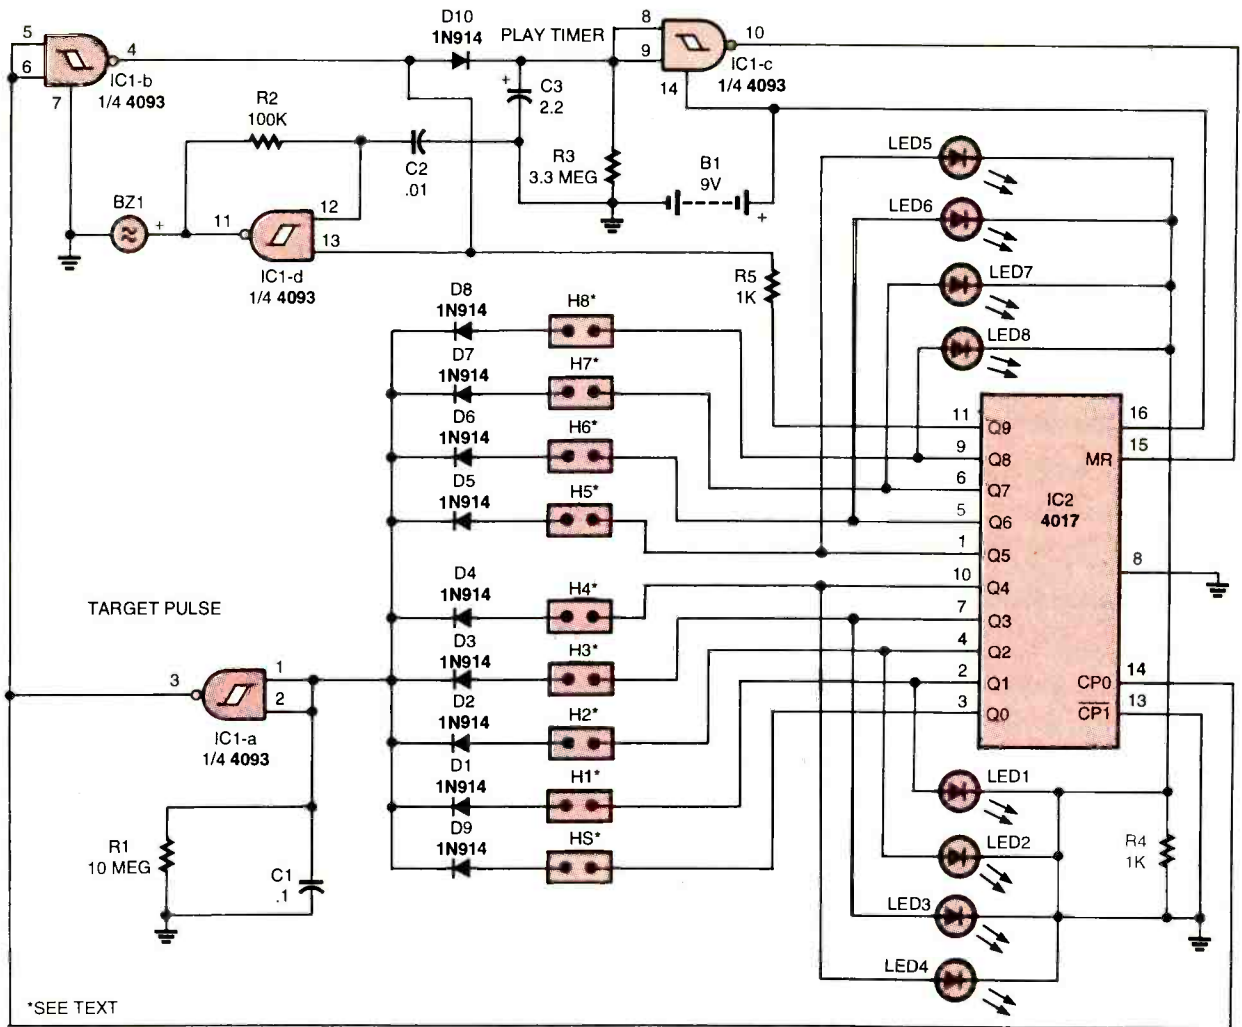 D10
1N914
PLAY TIMER
8
9
10
14
IC1-c
1/4 4093
5
6
4
7
IC1-b
1/4 4093
+
C3
2.2
R2
100K
C2
.01
R3
3.3 MEG
B1
9V
+
BZ1
+
11
12
13
IC1-d
1/4 4093
R5
1K
LED5
LED6
LED7
LED8
D8
1N914
H8*
D7
1N914
H7*
D6
1N914
H6*
D5
1N914
H5*
D4
1N914
H4*
D3
1N914
H3*
D2
1N914
H2*
D1
1N914
H1*
D9
1N914
HS*
11
Q9
9
Q8
6
Q7
5
Q6
1
Q5
10
Q4
7
Q3
4
Q2
2
Q1
3
Q0
IC2
4017
16
15
MR
8
14
CP0
13
CP1
TARGET PULSE
3
1
2
IC1-a
1/4 4093
R1
10 MEG
C1
.1
LED1
LED2
LED3
LED4
R4
1K
*SEE TEXT